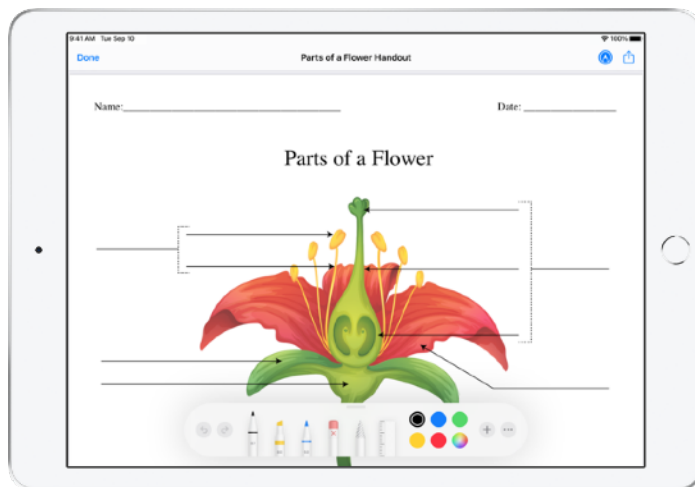 9:41 AM Tue Sep 10 100%
Done Parts of a Flower Handout
Name: Date:
Parts of a Flower